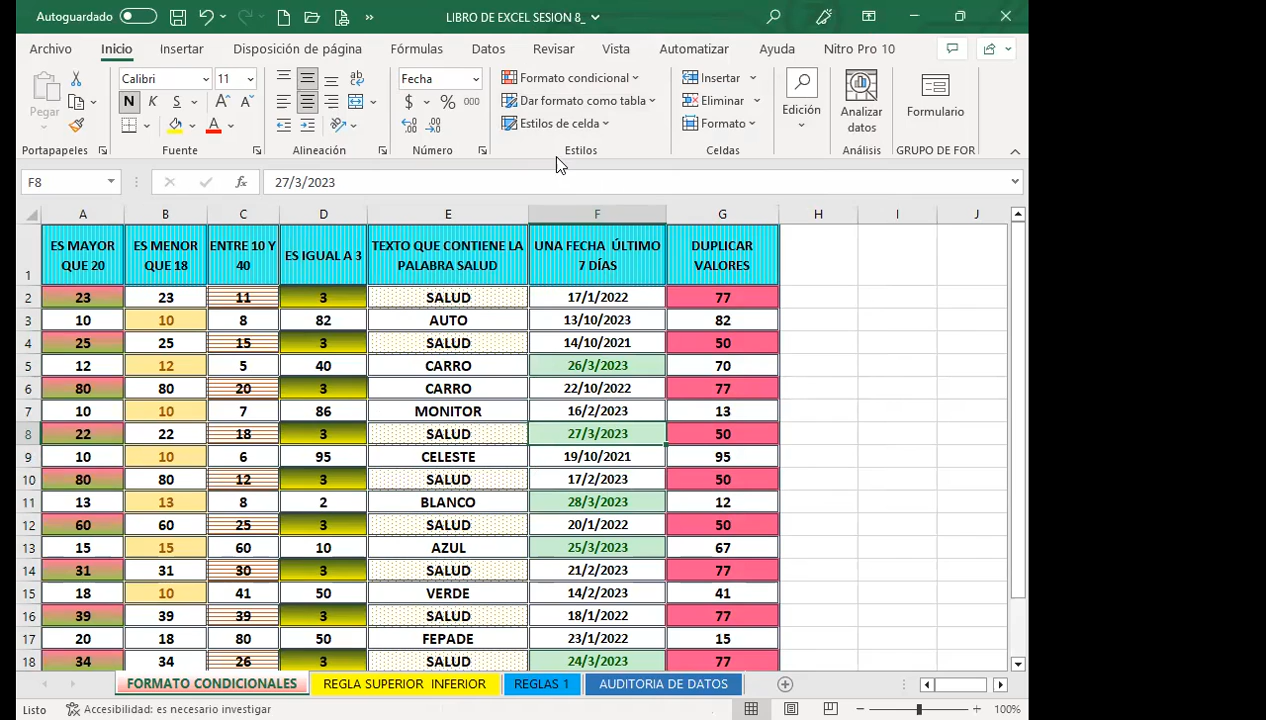 Autoguardado LIBRO DE EXCEL SESION 8_
Archivo Inicio Insertar Disposición de página Fórmulas Datos Revisar Vista Automatizar Ayuda Nitro Pro 10
Pegar Calibri 11 Fecha Formato condicional Insertar Edición Analizar datos Formulario
N K S $ % 000 Dar formato como tabla Eliminar
Estilos de celda Formato
Portapapeles Fuente Alineación Número Estilos Celdas Análisis GRUPO DE FOR
F8 fx 27/3/2023
A B C D E F G H I J
1 ES MAYOR QUE 20 ES MENOR QUE 18 ENTRE 10 Y 40 ES IGUAL A 3 TEXTO QUE CONTIENE LA PALABRA SALUD UNA FECHA ÚLTIMO 7 DÍAS DUPLICAR VALORES
2 23 23 11 3 SALUD 17/1/2022 77
3 10 10 8 82 AUTO 13/10/2023 82
4 25 25 15 3 SALUD 14/10/2021 50
5 12 12 5 40 CARRO 26/3/2023 70
6 80 80 20 3 CARRO 22/10/2022 77
7 10 10 7 86 MONITOR 16/2/2023 13
8 22 22 18 3 SALUD 27/3/2023 50
9 10 10 6 95 CELESTE 19/10/2021 95
10 80 80 12 3 SALUD 17/2/2023 50
11 13 13 8 2 BLANCO 28/3/2023 12
12 60 60 25 3 SALUD 20/1/2022 50
13 15 15 60 10 AZUL 25/3/2023 67
14 31 31 30 3 SALUD 21/2/2023 77
15 18 10 41 50 VERDE 14/2/2023 41
16 39 39 39 3 SALUD 18/1/2022 77
17 20 18 80 50 FEPADE 23/1/2022 15
18 34 34 26 3 SALUD 24/3/2023 77
FORMATO CONDICIONALES REGLA SUPERIOR INFERIOR REGLAS 1 AUDITORIA DE DATOS
Listo Accesibilidad: es necesario investigar 100%